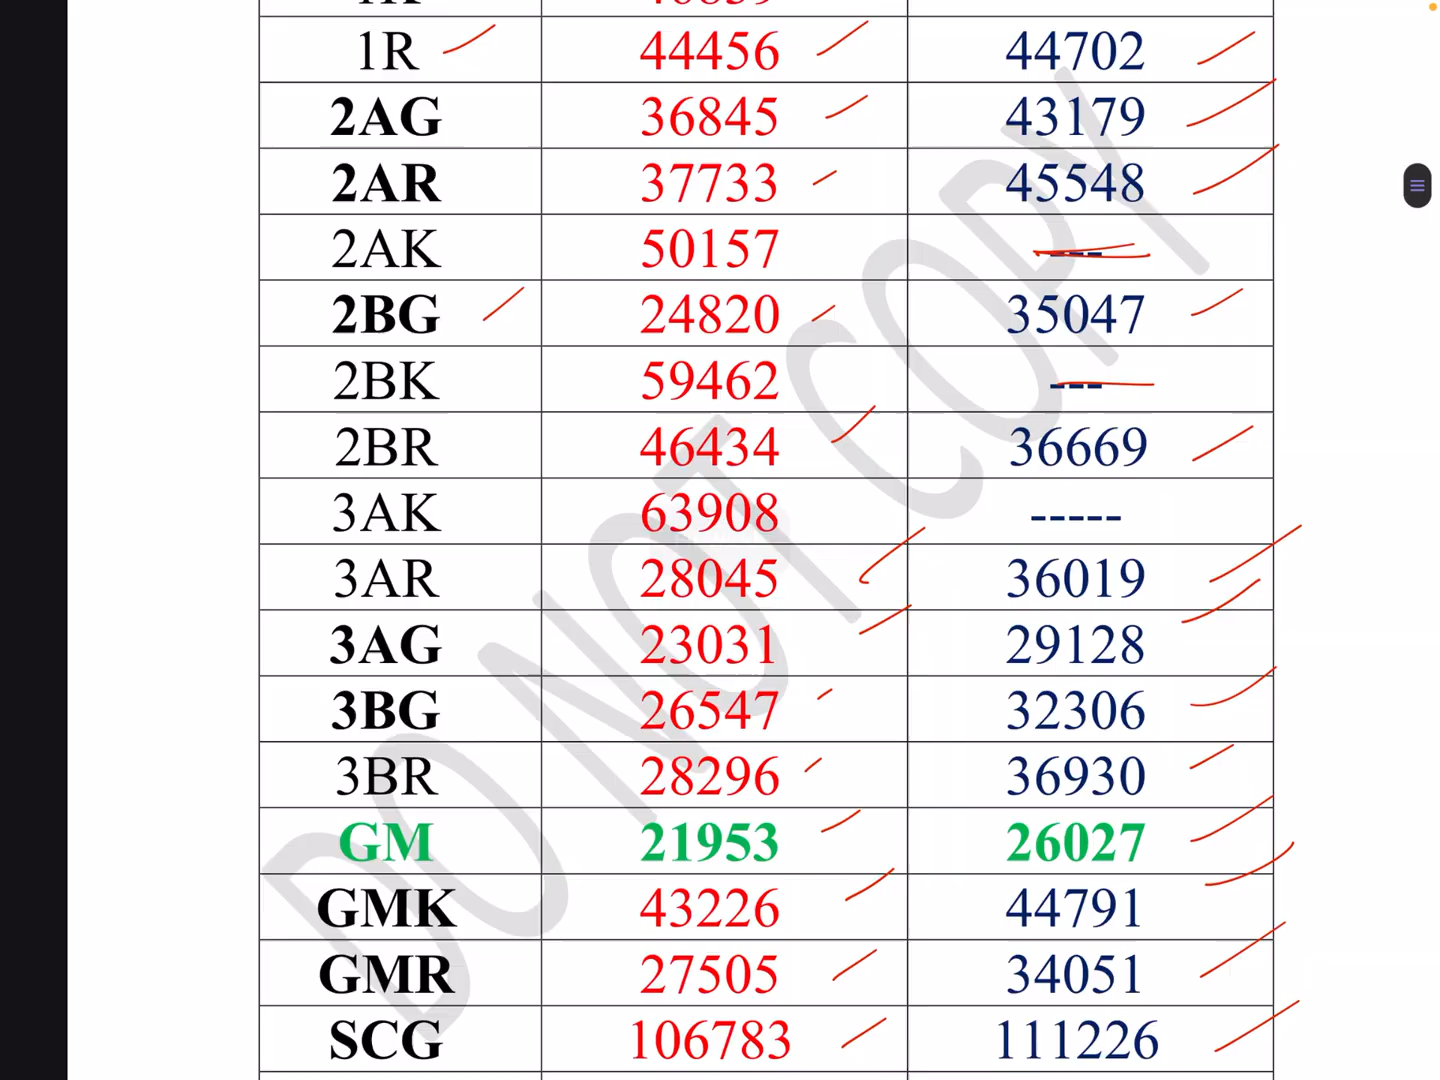 1R 44456 44702
2AG 36845 43179
2AR 37733 45548
2AK 50157 ---
2BG 24820 35047
2BK 59462 ---
2BR 46434 36669
3AK 63908 -----
3AR 28045 36019
3AG 23031 29128
3BG 26547 32306
3BR 28296 36930
GM 21953 26027
GMK 43226 44791
GMR 27505 34051
SCG 106783 111226
DO NOT COPY